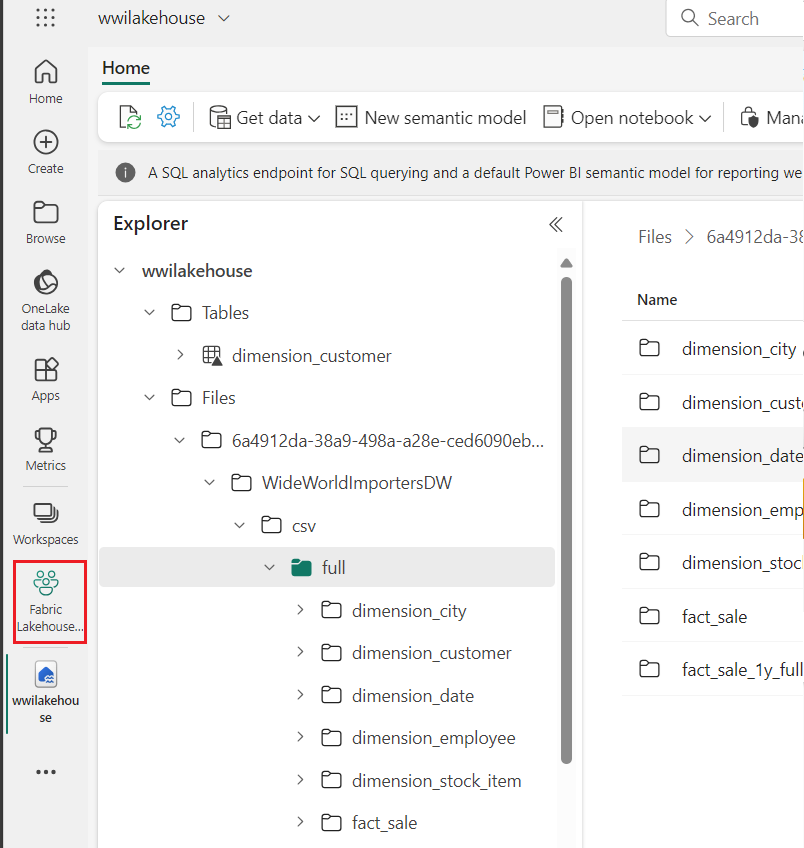 wwilakehouse
Search
Home
Create
Browse
OneLake
data hub
Apps
Metrics
Workspaces
Fabric
Lakehouse...
wwilakehou
se
Home
Get data
New semantic model
Open notebook
Mana
A SQL analytics endpoint for SQL querying and a default Power BI semantic model for reporting we
Explorer
wwilakehouse
Tables
dimension_customer
Files
6a4912da-38a9-498a-a28e-ced6090eb...
WideWorldImportersDW
csv
full
dimension_city
dimension_customer
dimension_date
dimension_employee
dimension_stock_item
fact_sale
Files > 6a4912da-38
Name
dimension_city
dimension_custo
dimension_date
dimension_emp
dimension_stoc
fact_sale
fact_sale_1y_full